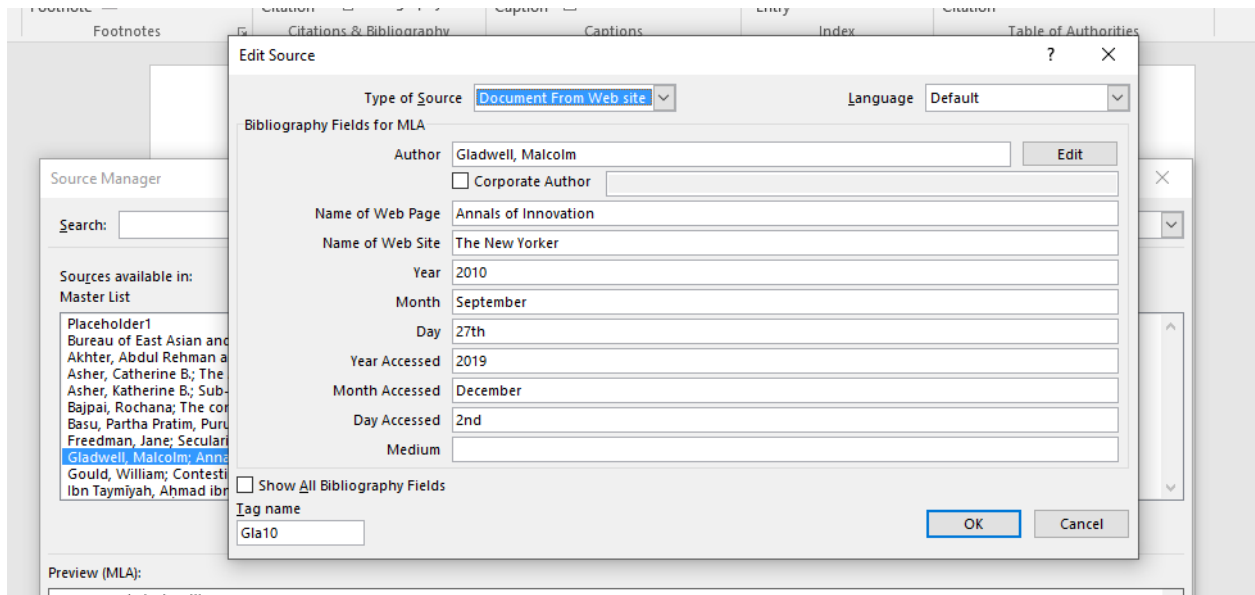 Footnotes Citations & Bibliography Captions Index Table of Authorities
Edit Source ?
Type of Source Document From Web site Language Default
Bibliography Fields for MLA
Author Gladwell, Malcolm Edit
Corporate Author
Name of Web Page Annals of Innovation
Name of Web Site The New Yorker
Year 2010
Month September
Day 27th
Year Accessed 2019
Month Accessed December
Day Accessed 2nd
Medium
Show All Bibliography Fields
Tag name
Gla10
OK Cancel
Source Manager
Search:
Sources available in:
Master List
Placeholder1
Bureau of East Asian and
Akhter, Abdul Rehman a
Asher, Catherine B.; The
Asher, Katherine B.; Sub-
Bajpai, Rochana; The cor
Basu, Partha Pratim, Puru
Freedman, Jane; Seculari
Gladwell, Malcolm; Anna
Gould, William; Contesti
Ibn Taymīyah, Aḥmad ibn
Preview (MLA):